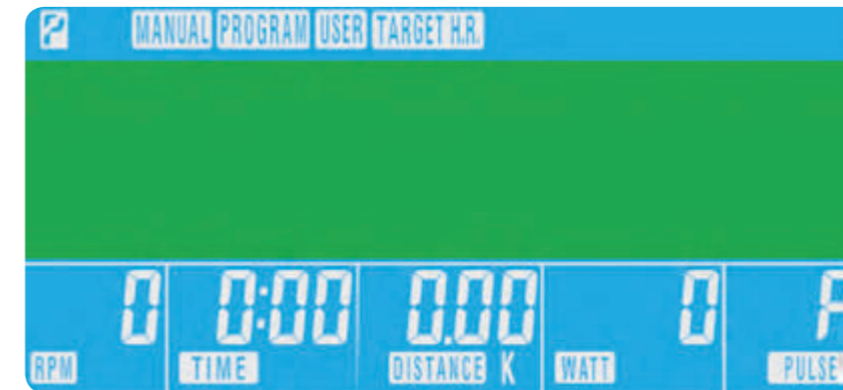 P MANUAL PROGRAM USER TARGET H.R.
0 0:00 0.00 0 P
RPM TIME DISTANCE K WATT PULSE